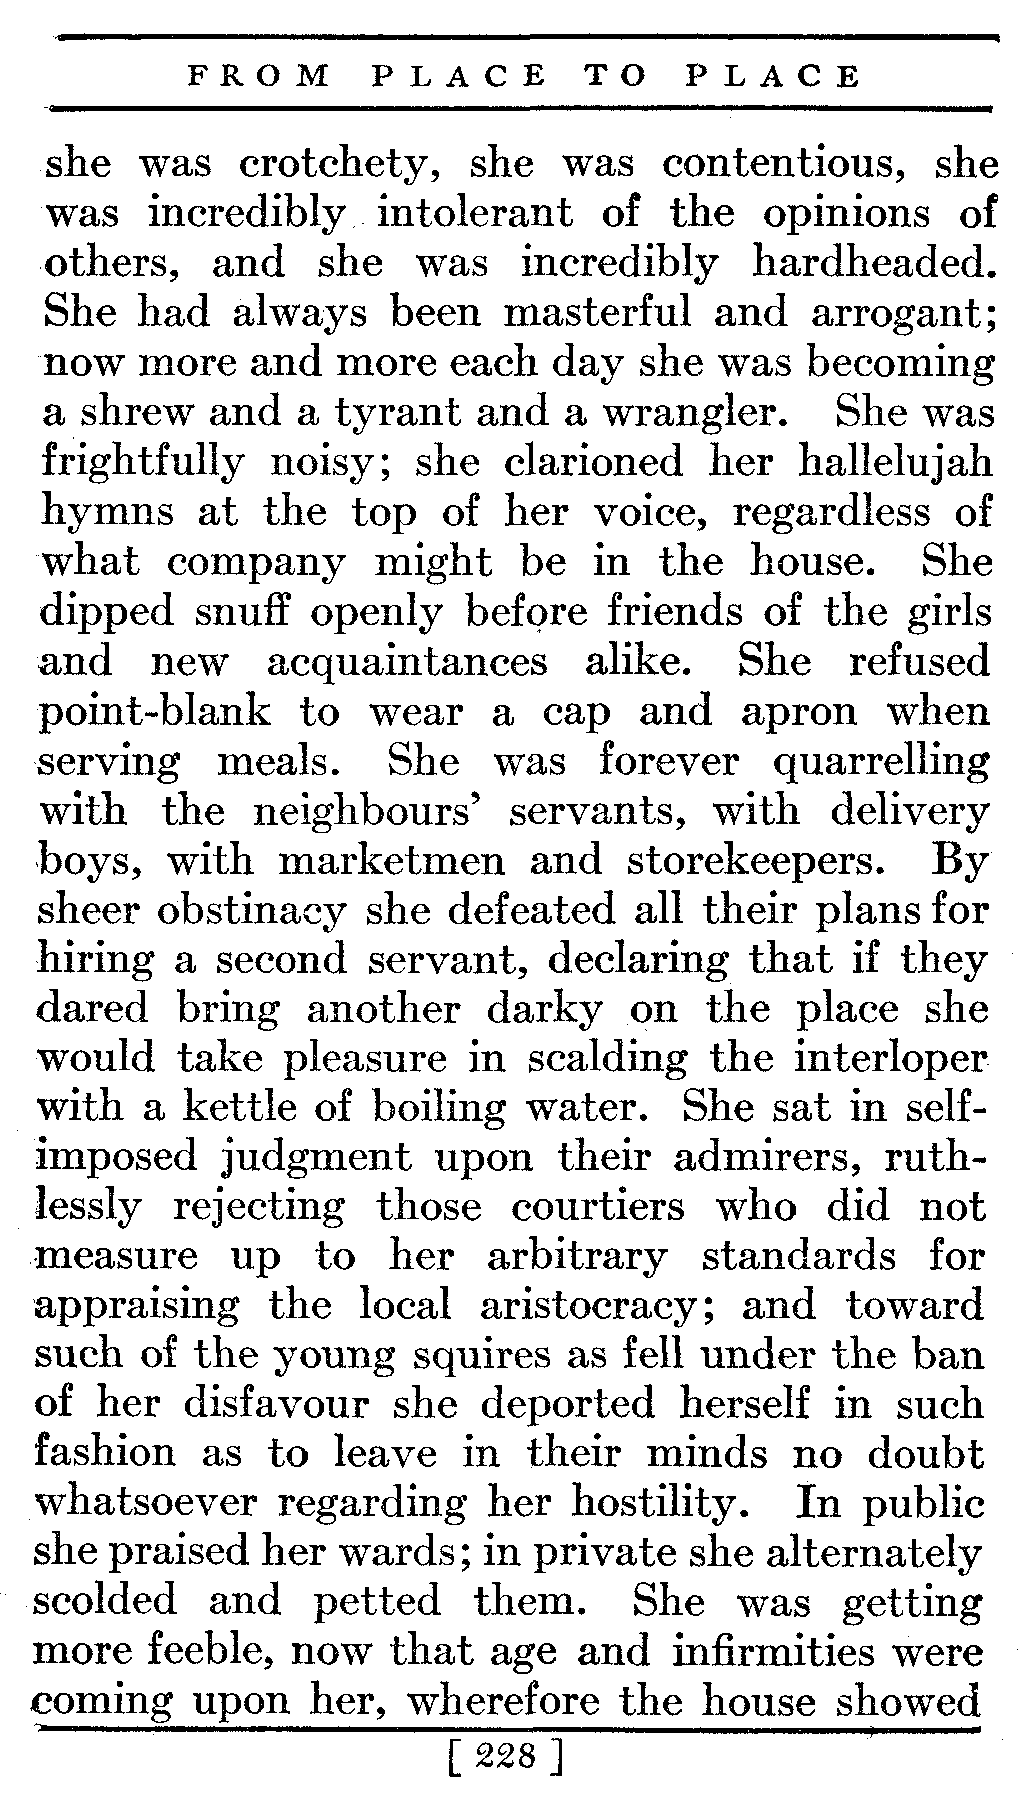 FROM PLACE TO PLACE
she was crotchety, she was contentious, she
was incredibly intolerant of the opinions of
others, and she was incredibly hardheaded.
She had always been masterful and arrogant;
now more and more each day she was becoming
a shrew and a tyrant and a wrangler. She was
frightfully noisy; she clarioned her hallelujah
hymns at the top of her voice, regardless of
what company might be in the house. She
dipped snuff openly before friends of the girls
and new acquaintances alike. She refused
point-blank to wear a cap and apron when
serving meals. She was forever quarrelling
with the neighbours’ servants, with delivery
boys, with marketmen and storekeepers. By
sheer obstinacy she defeated all their plans for
hiring a second servant, declaring that if they
dared bring another darky on the place she
would take pleasure in scalding the interloper
with a kettle of boiling water. She sat in self-
imposed judgment upon their admirers, ruth-
lessly rejecting those courtiers who did not
measure up to her arbitrary standards for
appraising the local aristocracy; and toward
such of the young squires as fell under the ban
of her disfavour she deported herself in such
fashion as to leave in their minds no doubt
whatsoever regarding her hostility. In public
she praised her wards; in private she alternately
scolded and petted them. She was getting
more feeble, now that age and infirmities were
coming upon her, wherefore the house showed
[ 228 ]